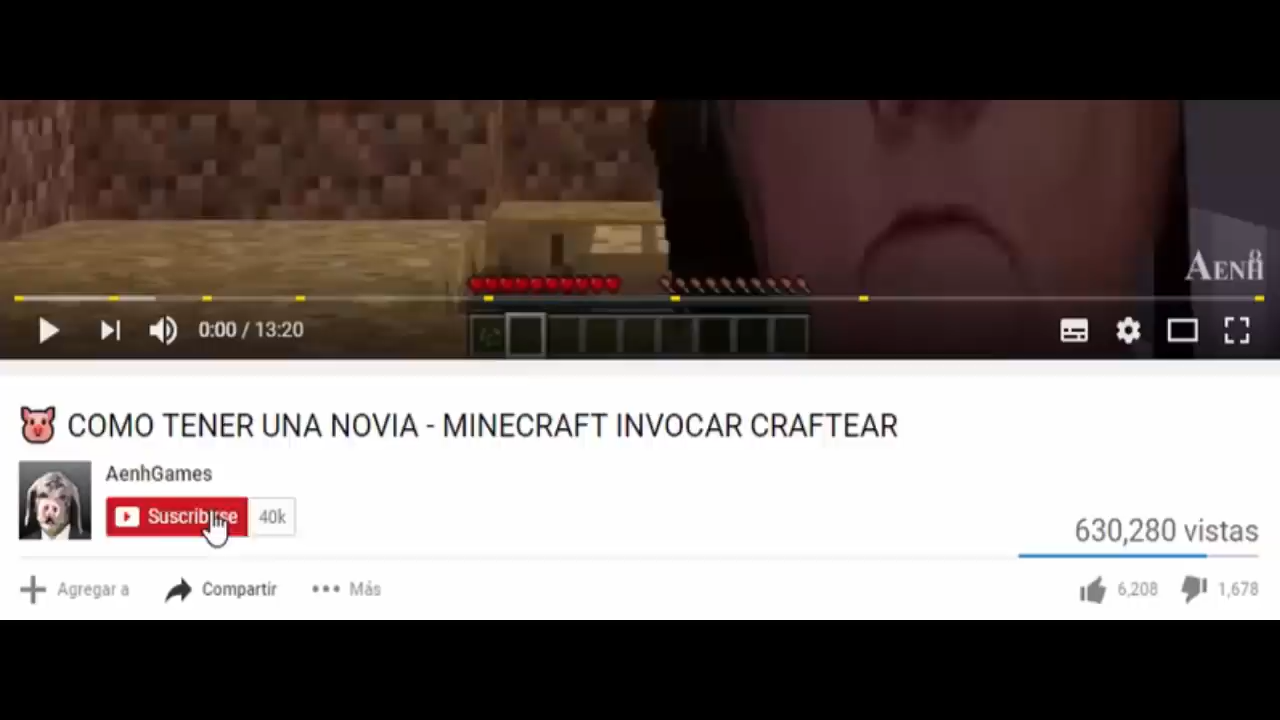 AENH
0:00 / 13:20
COMO TENER UNA NOVIA - MINECRAFT INVOCAR CRAFTEAR
AenhGames
Suscribirse 40k
630,280 vistas
Agregar a Compartir Más 6,208 1,678